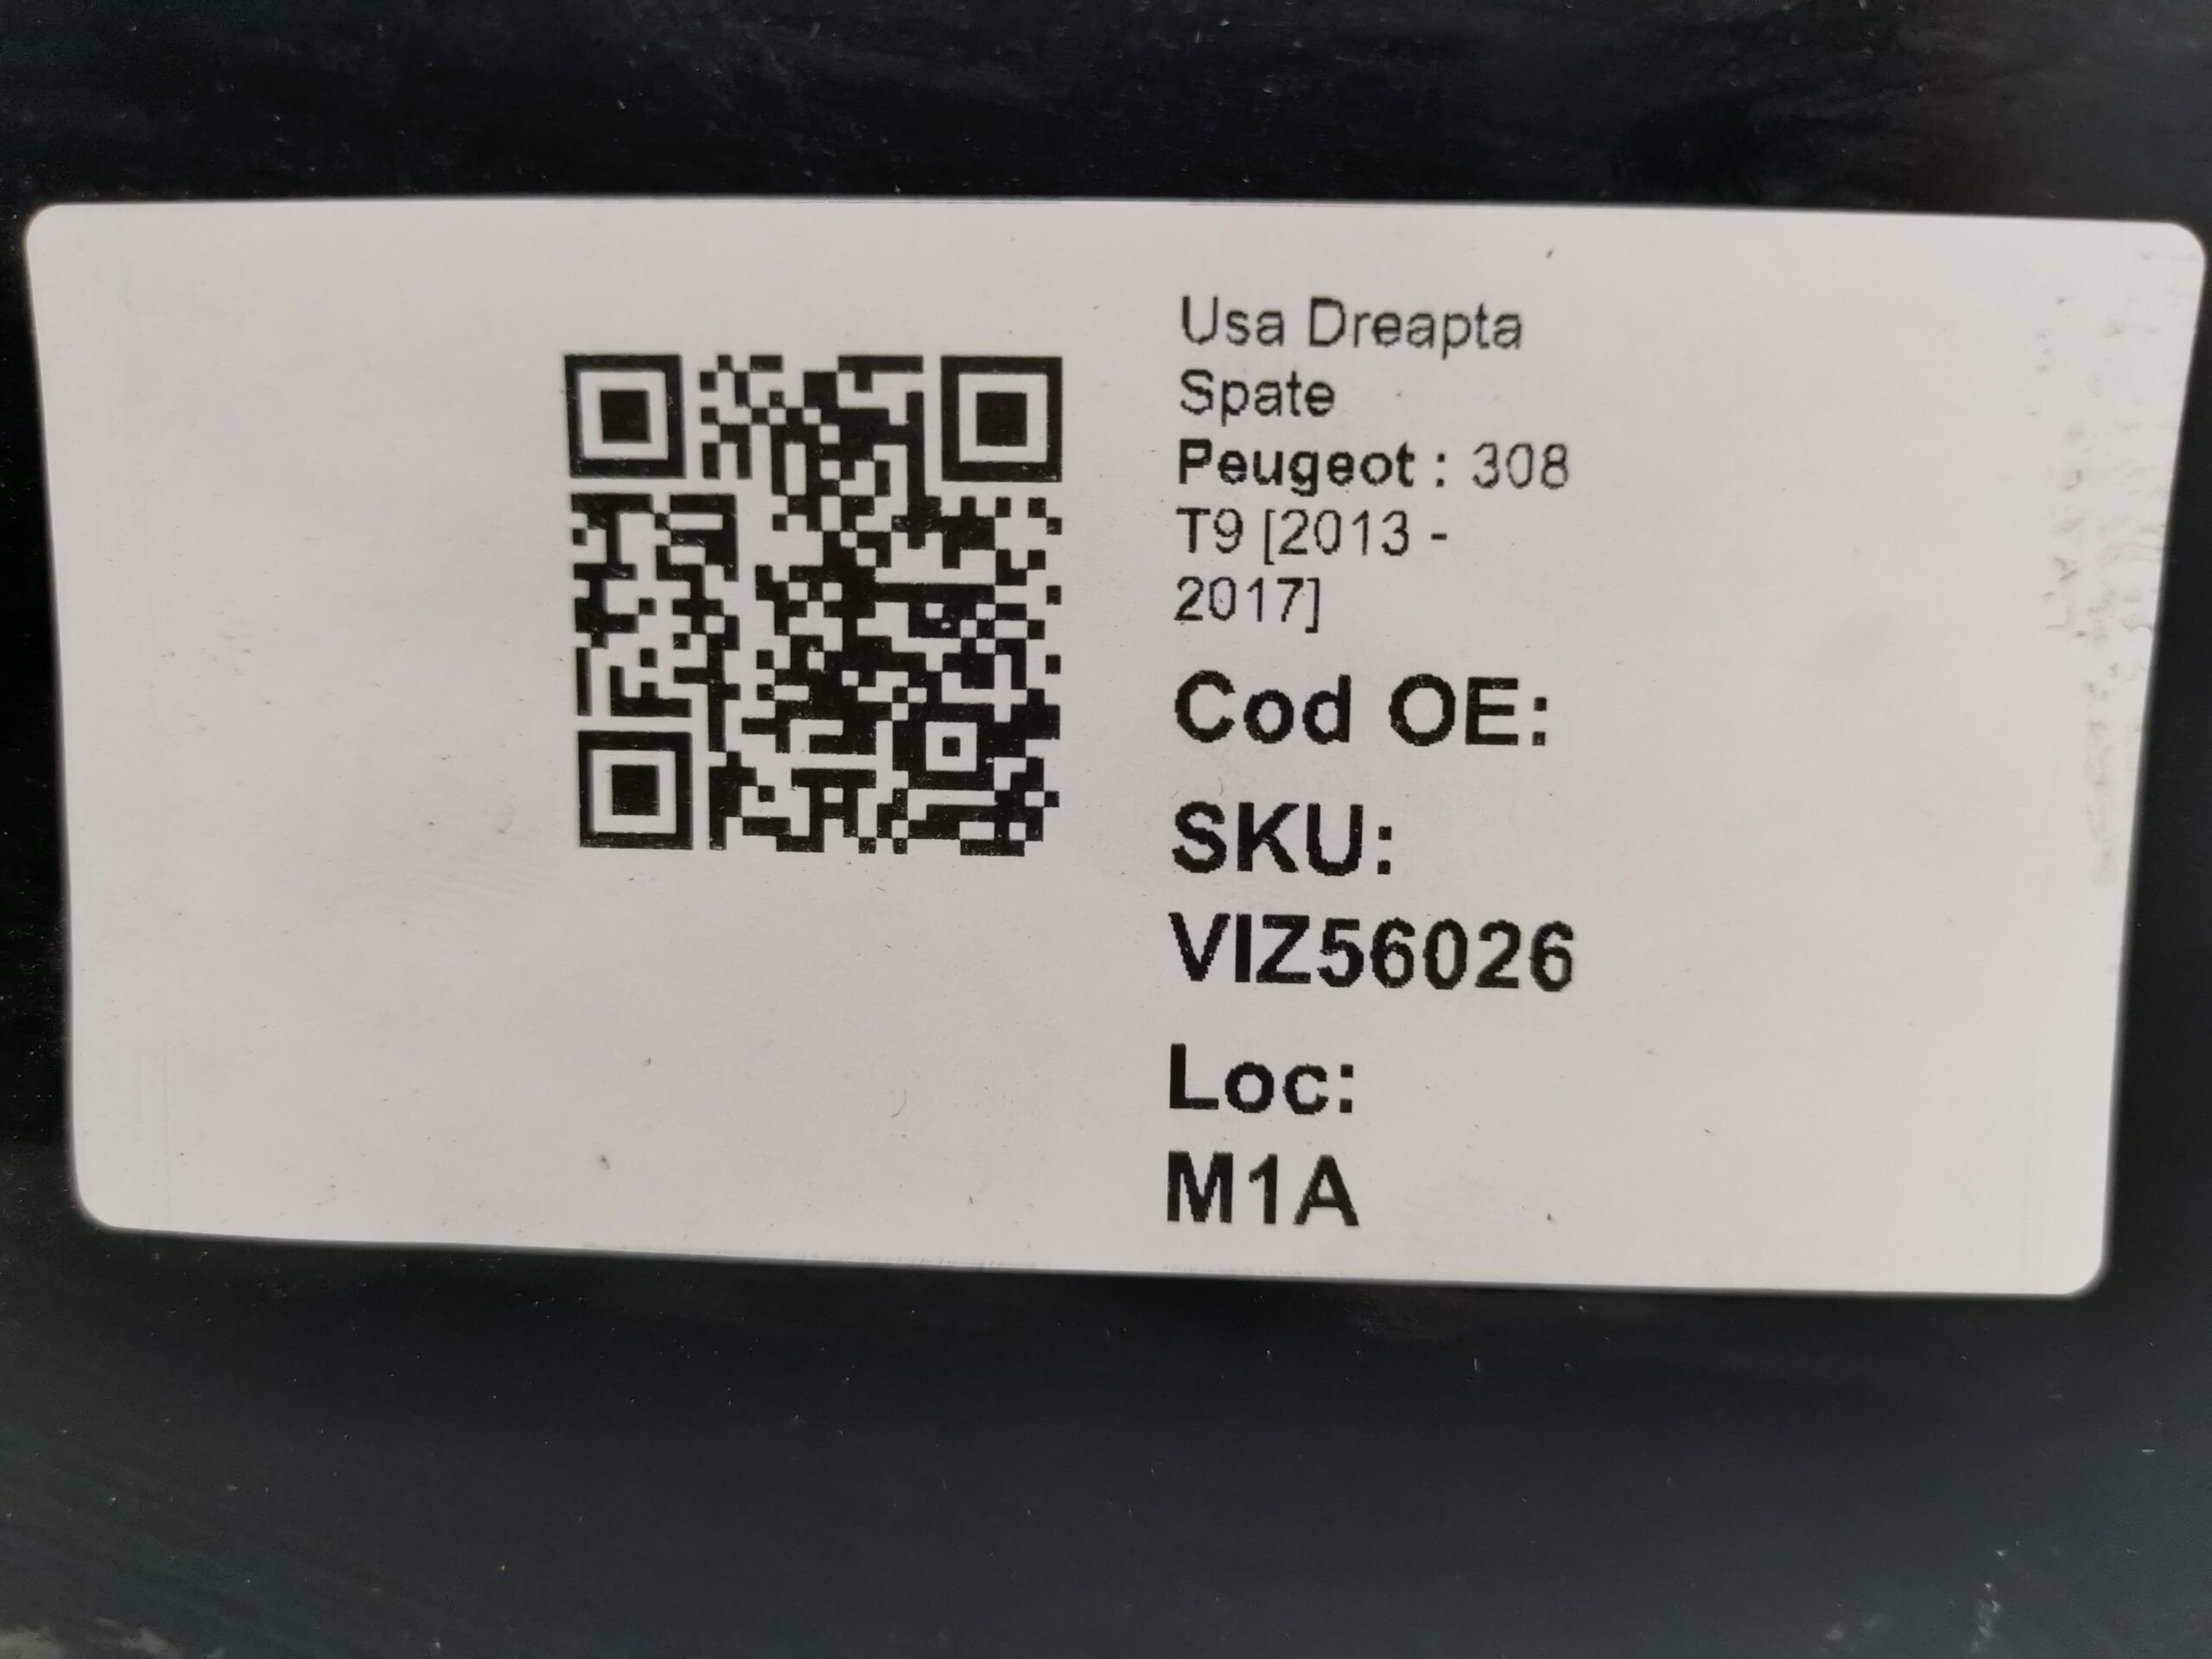 Usa Dreapta
Spate
Peugeot : 308
T9 [2013 -
2017]
Cod OE:
SKU:
VIZ56026
Loc:
M1A